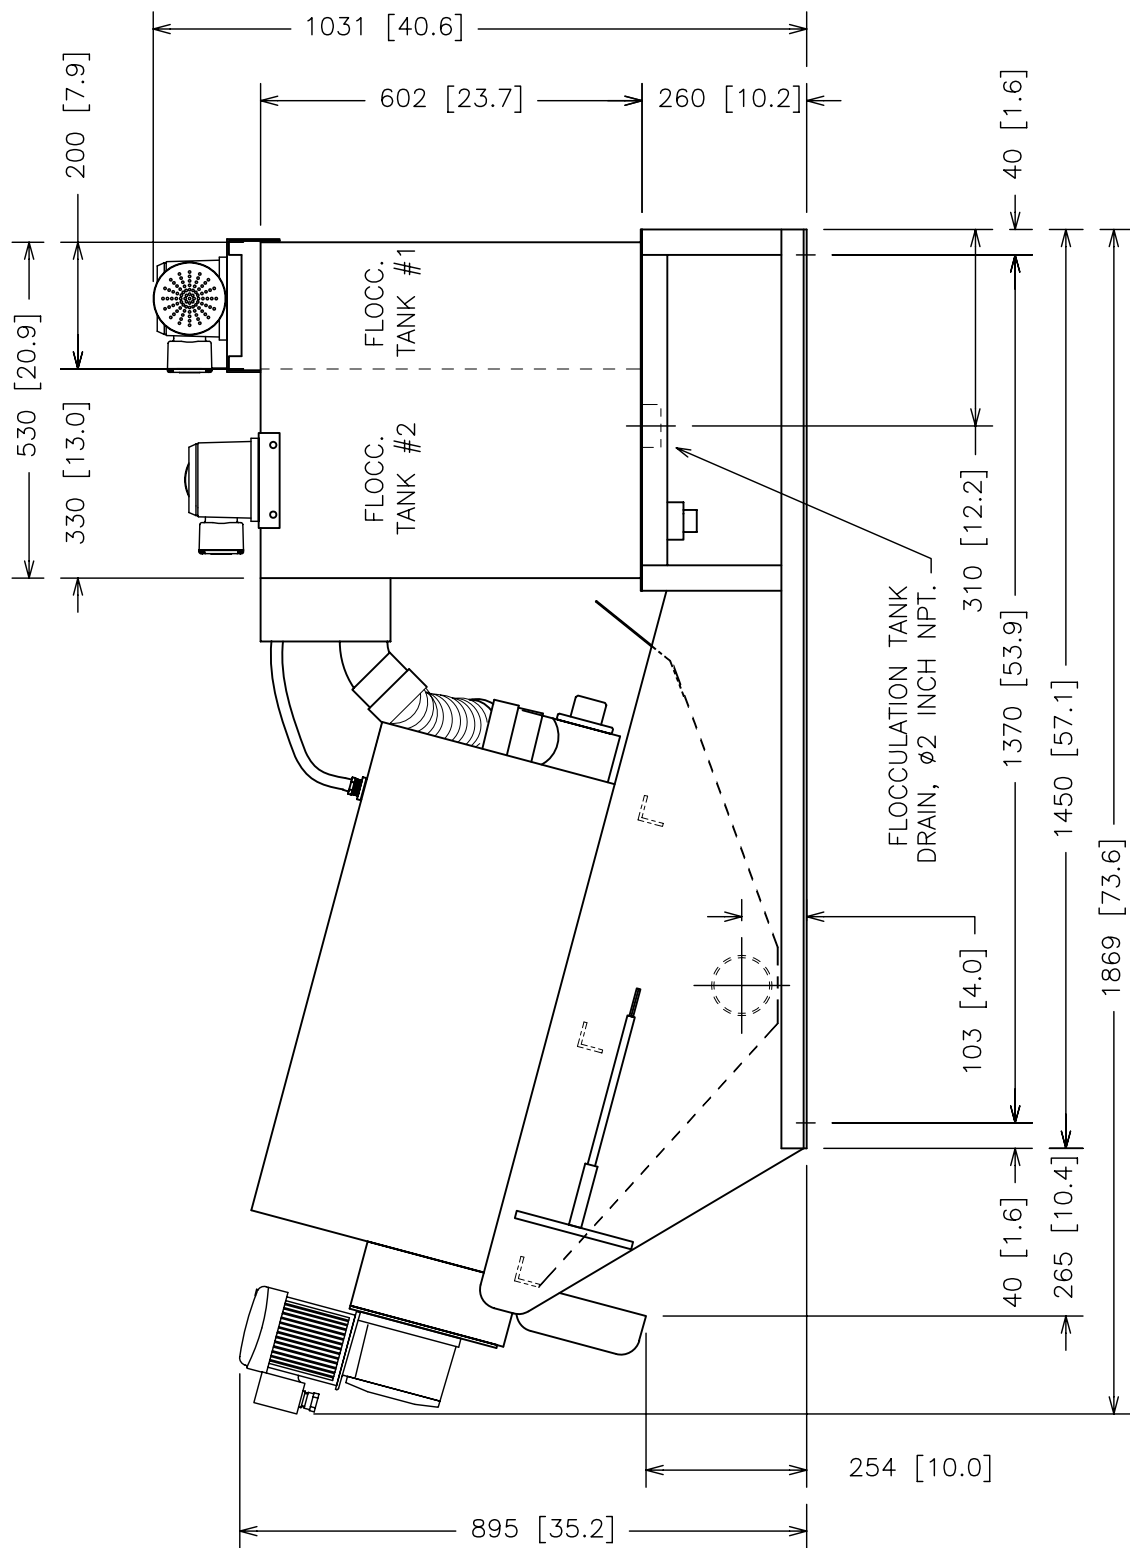 1031 [40.6]
602 [23.7]
260 [10.2]
200 [7.9]
40 [1.6]
530 [20.9]
330 [13.0]
FLOCC.
TANK #1
FLOCC.
TANK #2
310 [12.2]
FLOCCULATION TANK
DRAIN, ø2 INCH NPT.
1370 [53.9]
1450 [57.1]
1869 [73.6]
103 [4.0]
40 [1.6]
265 [10.4]
254 [10.0]
895 [35.2]